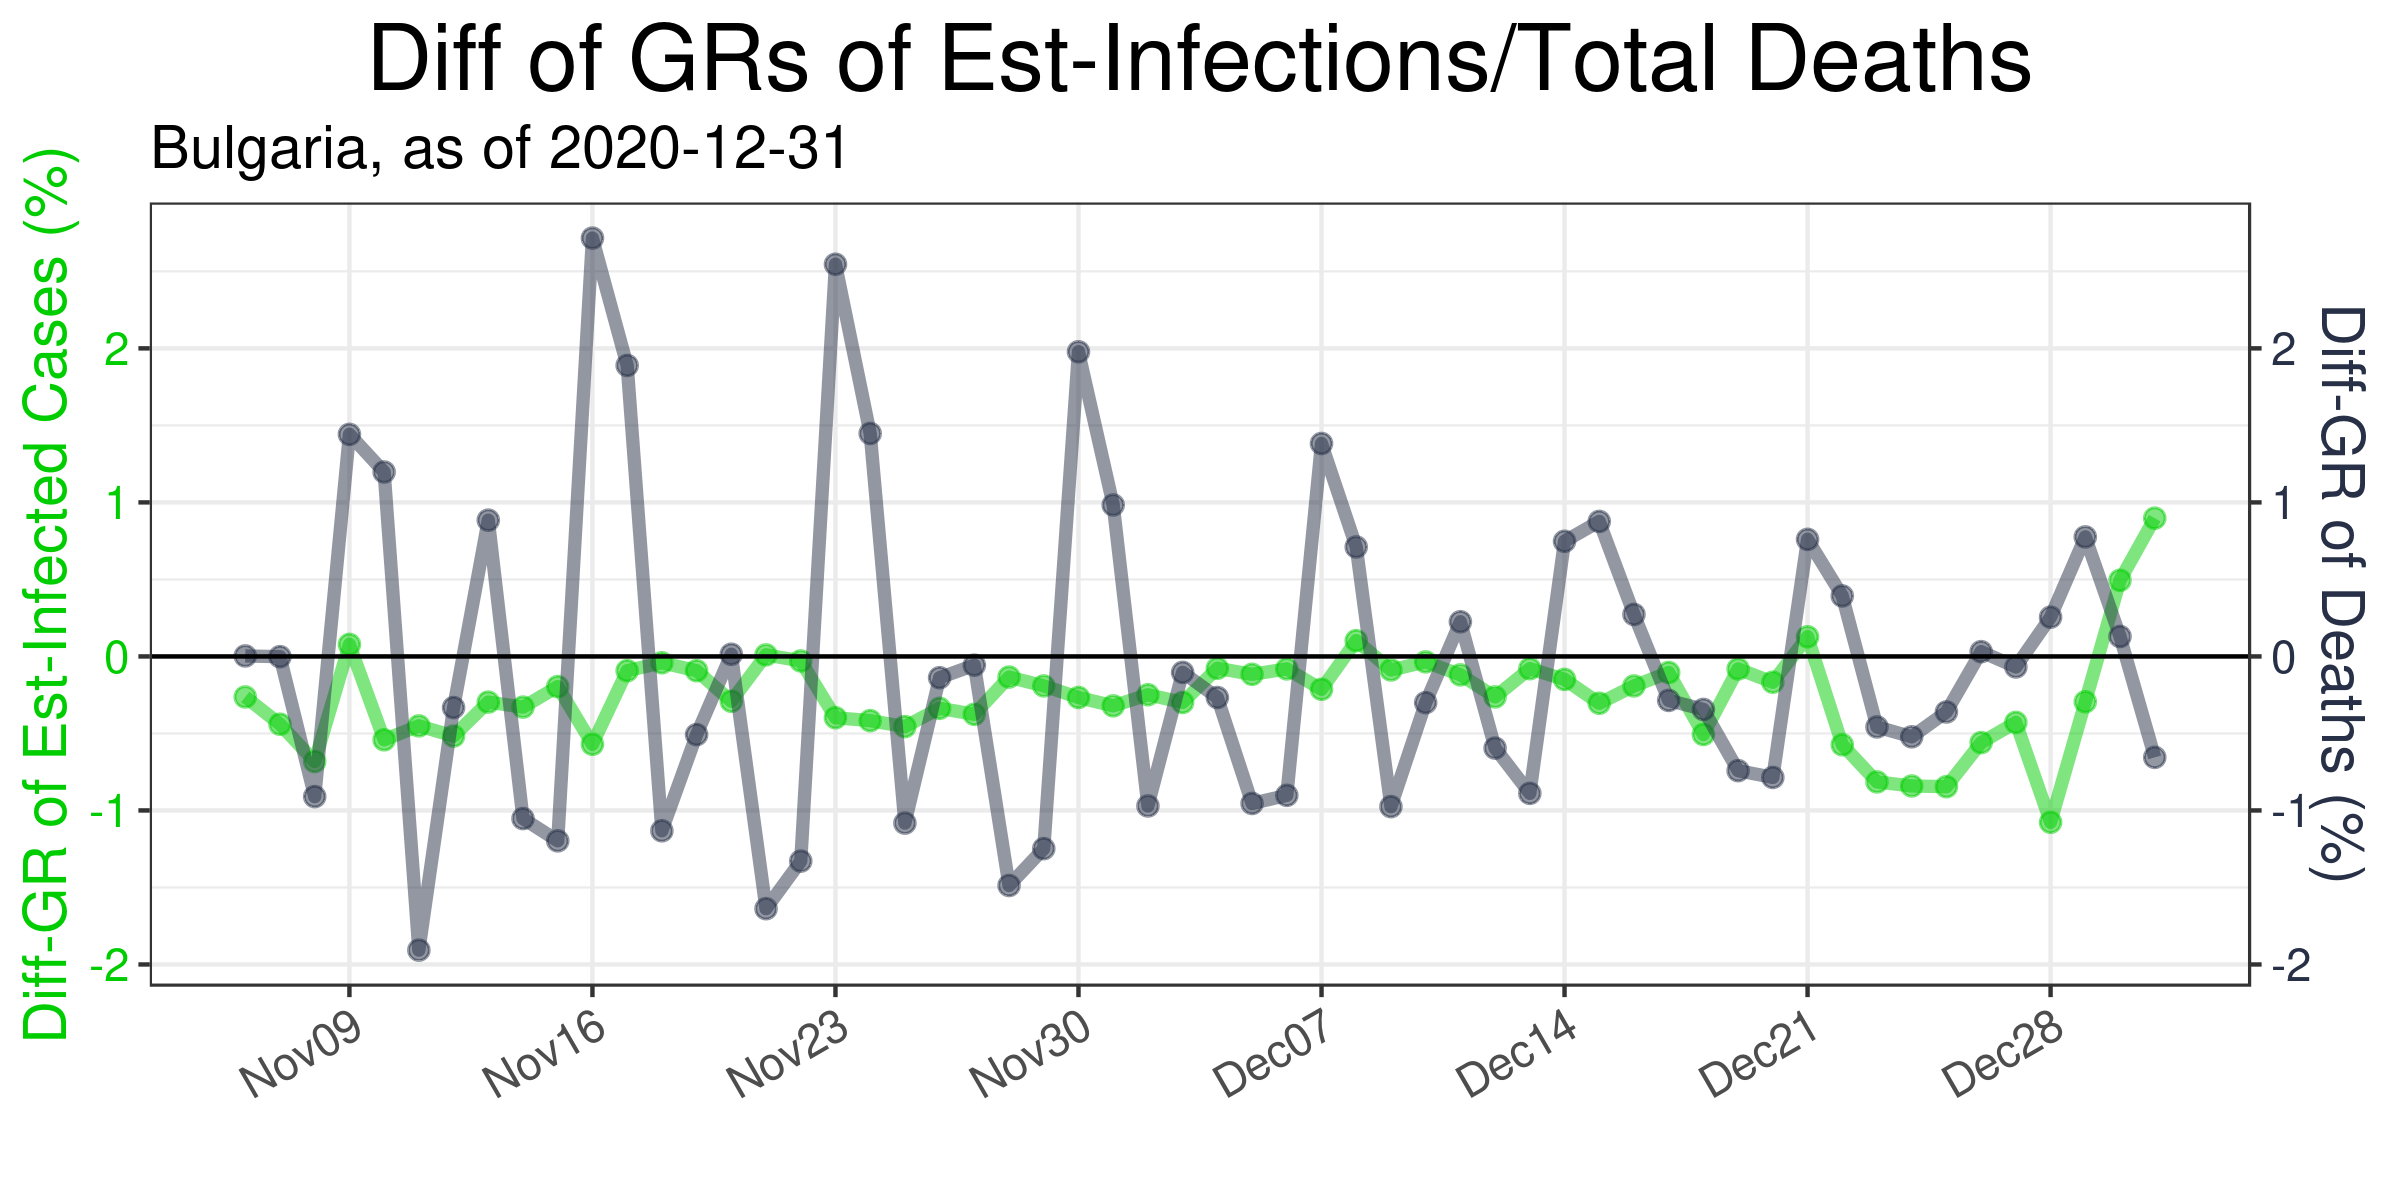 Diff of GRs of Est-Infections/Total Deaths
Bulgaria, as of 2020-12-31
Diff-GR of Est-Infected Cases (%)
2
1
0
-1
-2
2
1
0
-1
-2
Diff-GR of Deaths (%)
Nov09
Nov16
Nov23
Nov30
Dec07
Dec14
Dec21
Dec28